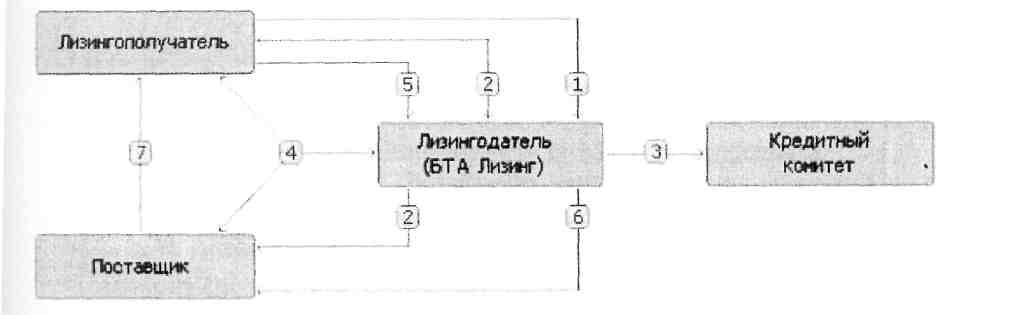 Лизингополучатель
5
2
1
7
4
Лизингодатель
(БТА Лизинг)
3
Кредитный
комитет
2
6
Поставщик